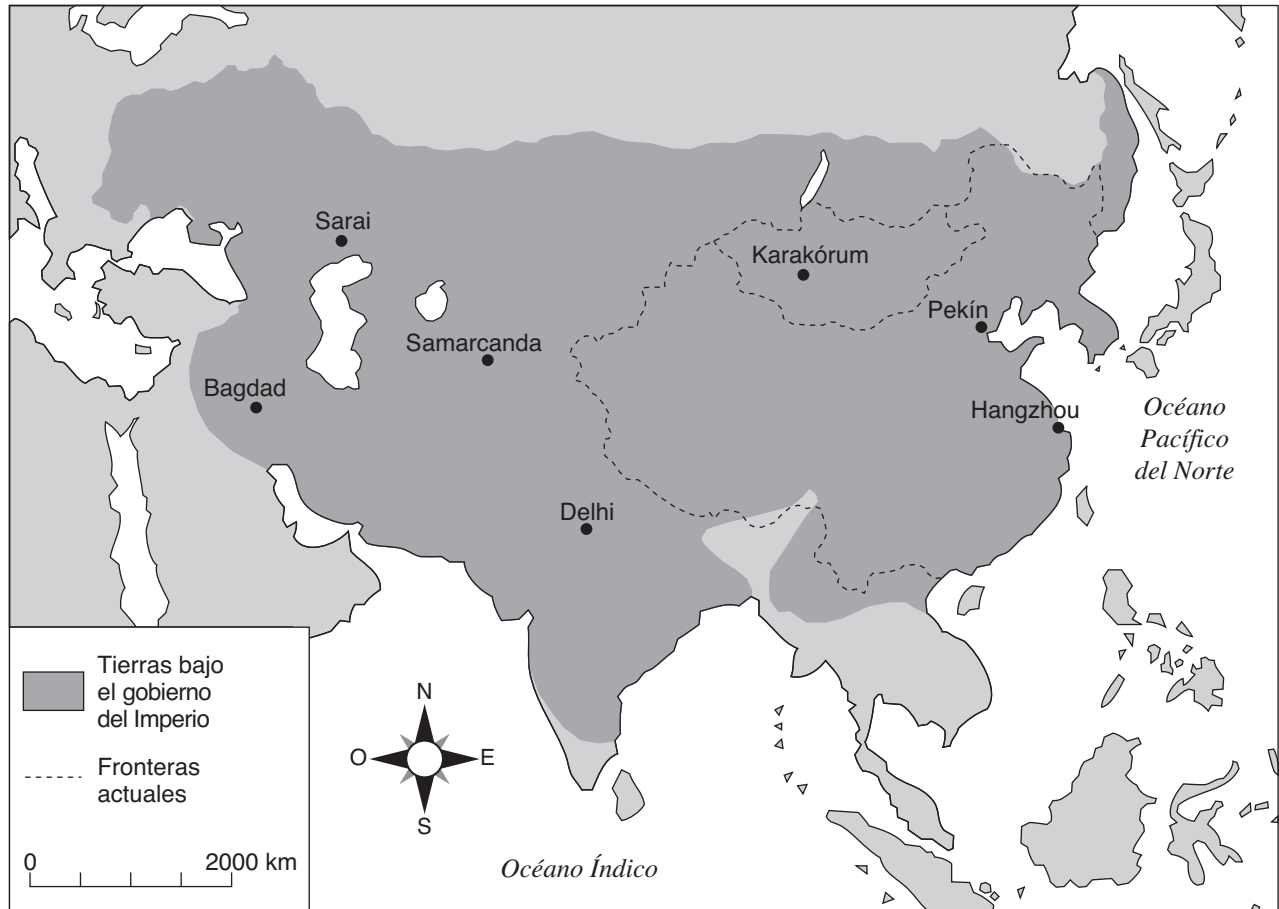 Sarai
Karakórum
Pekín
Samarcanda
Bagdad
Hangzhou
Océano
Pacífico
del Norte
Delhi
Tierras bajo
el gobierno
del Imperio
Fronteras
actuales
0 2000 km
N
O E
S
Océano Índico